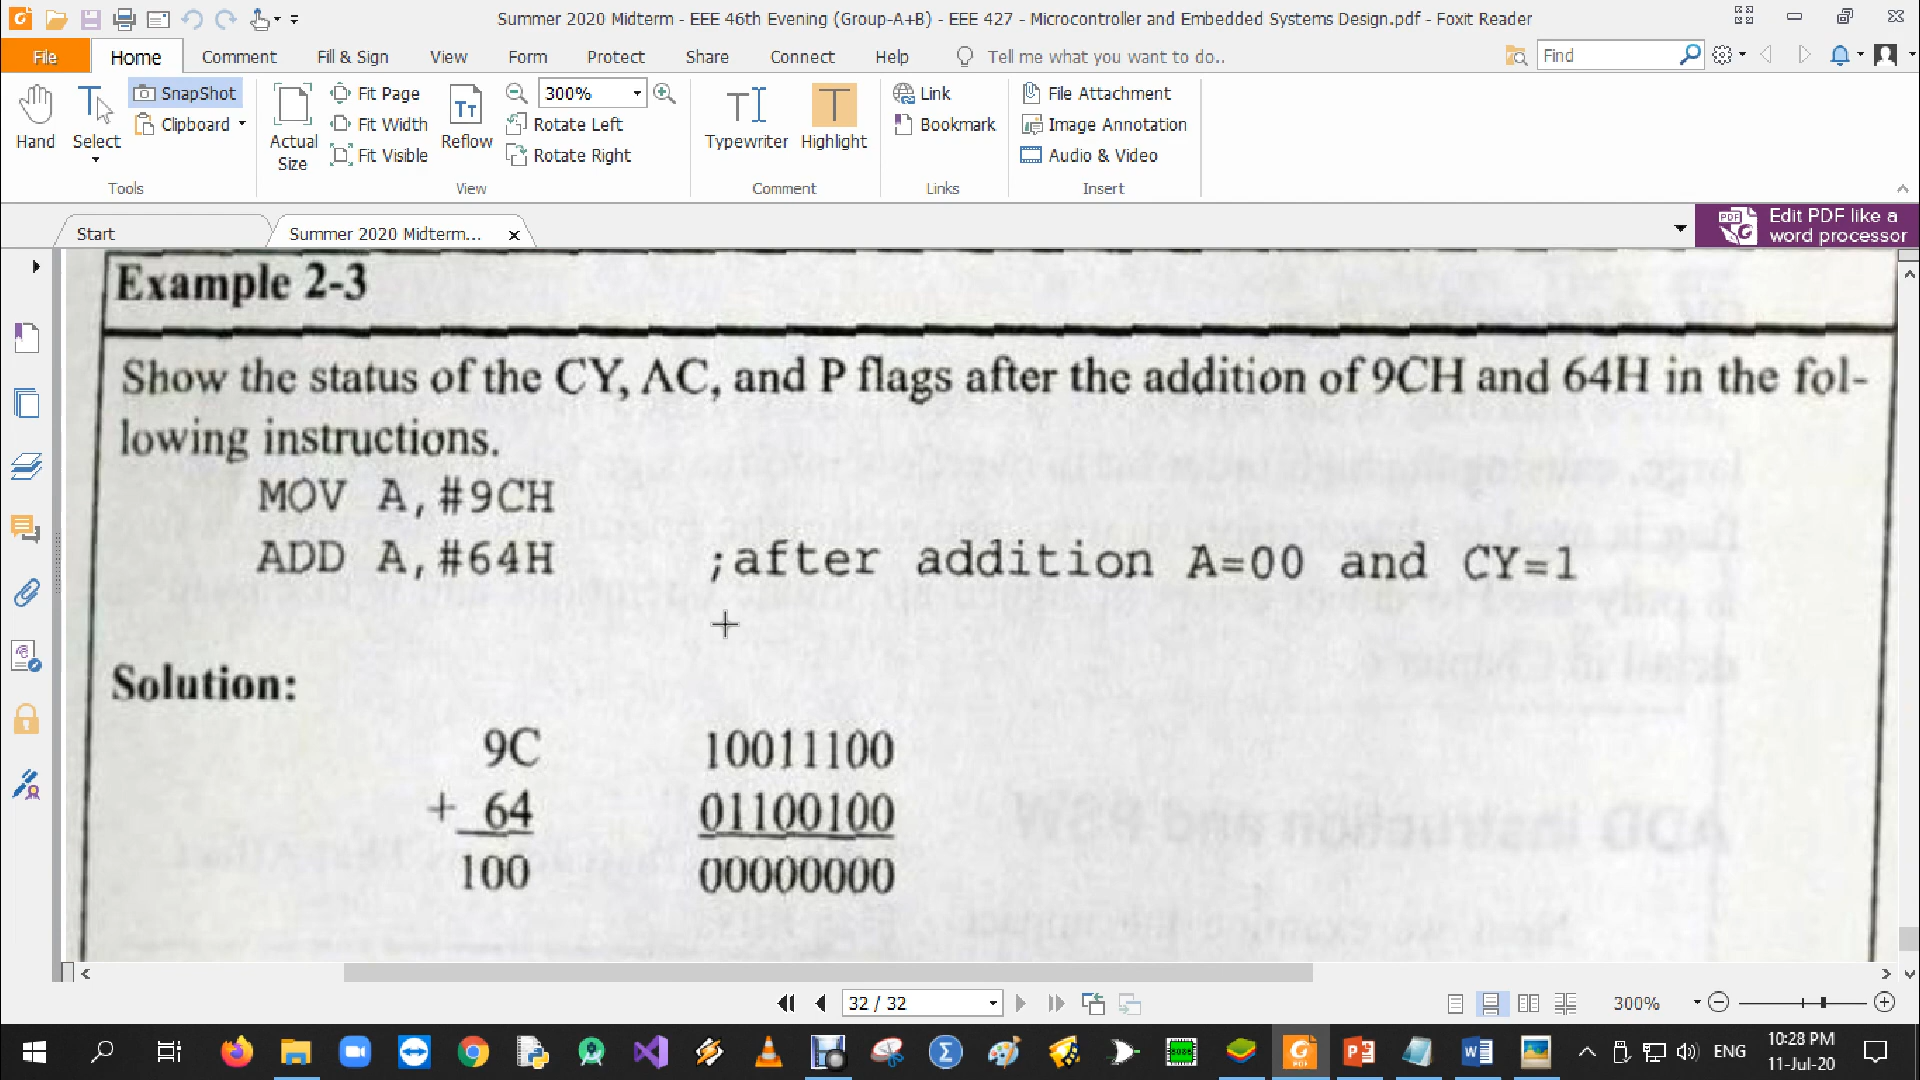 Summer 2020 Midterm - EEE 46th Evening (Group-A+B) - EEE 427 - Microcontroller and Embedded Systems Design.pdf - Foxit Reader
File Home Comment Fill & Sign View Form Protect Share Connect Help Tell me what you want to do.. Find
Hand
Select
SnapShot
Clipboard
Tools
Actual Size
Fit Page
Fit Width
Fit Visible
Reflow
300%
Rotate Left
Rotate Right
View
Typewriter
Highlight
Comment
Link
Bookmark
Links
File Attachment
Image Annotation
Audio & Video
Insert
Start
Summer 2020 Midterm...
Edit PDF like a
word processor
Example 2-3
Show the status of the CY, AC, and P flags after the addition of 9CH and 64H in the fol-
lowing instructions.
MOV A,#9CH
ADD A,#64H ;after addition A=00 and CY=1
Solution:
9C 10011100
+ 64 01100100
100 00000000
32 / 32
300%
ENG
10:28 PM
11-Jul-20